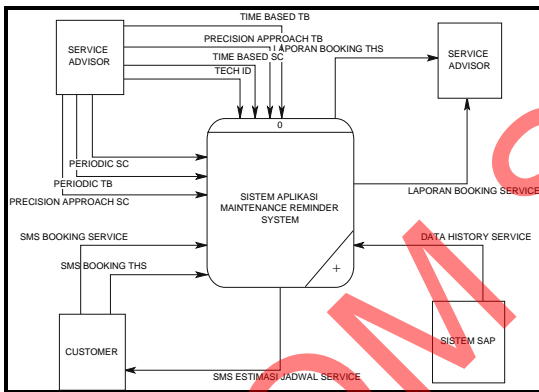 TIME BASED TB
PRECISION APPROACH TB
LAPORAN BOOKING THS
TIME BASED SC
TECH ID
SERVICE
ADVISOR
SERVICE
ADVISOR
0
PERIODIC SC
PERIODIC TB
PRECISION APPROACH SC
SISTEM APLIKASI
MAINTENANCE REMINDER
SYSTEM
LAPORAN BOOKING SERVICE
SMS BOOKING SERVICE
DATA HISTORY SERVICE
SMS BOOKING THS
+
CUSTOMER
SISTEM SAP
SMS ESTIMASI JADWAL SERVICE